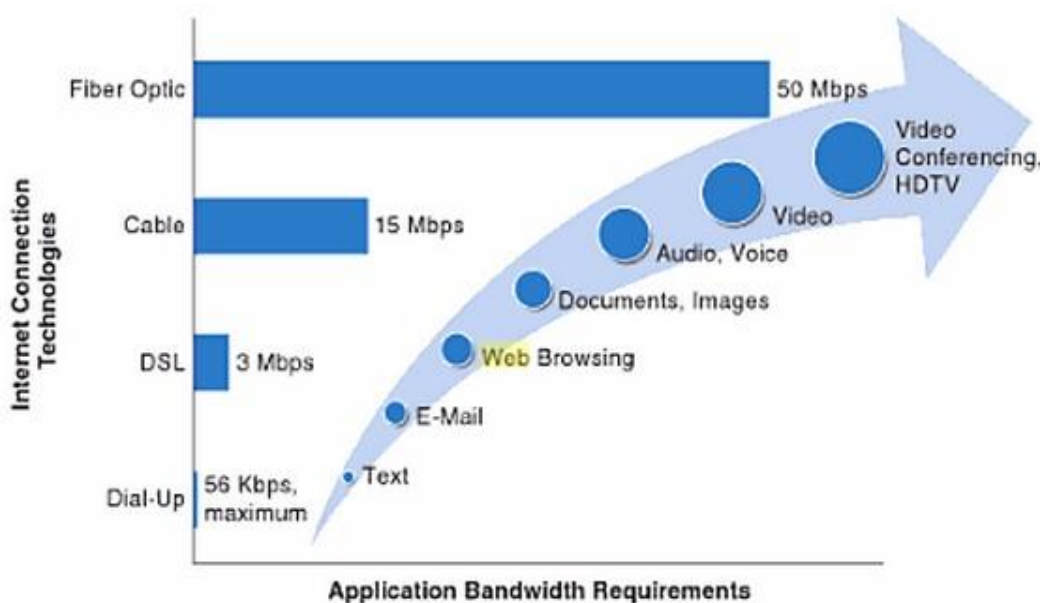 Fiber Optic
50 Mbps
Video
Conferencing,
HDTV
Cable
15 Mbps
Video
Audio, Voice
Documents, Images
DSL
3 Mbps
Web Browsing
E-Mail
Text
Dial-Up
56 Kbps,
maximum
Internet Connection
Technologies
Application Bandwidth Requirements